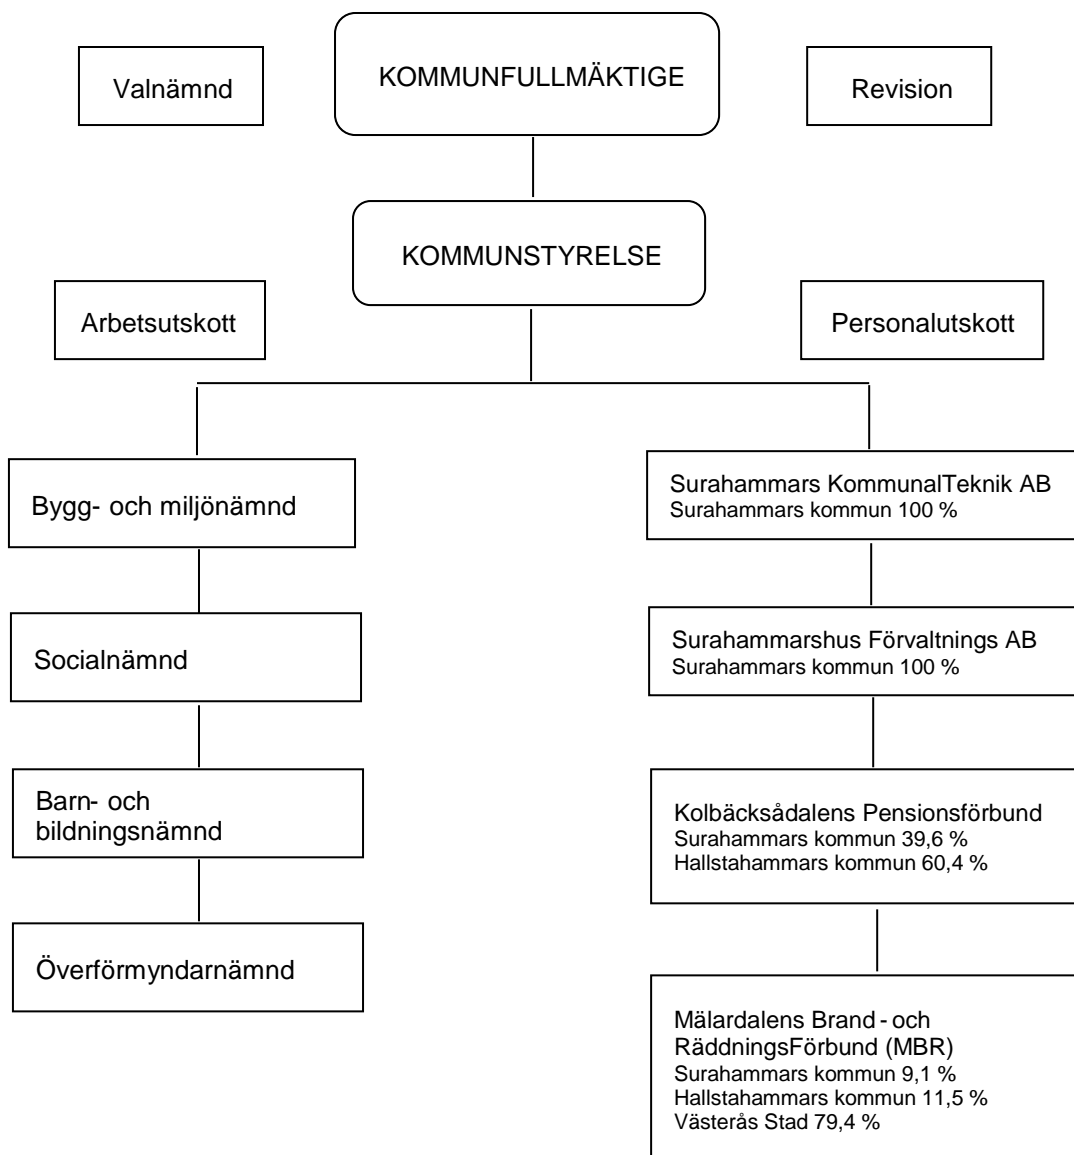 Valnämnd
KOMMUNFULLMÄKTIGE
Revision
KOMMUNSTYRELSE
Arbetsutskott
Personalutskott
Bygg- och miljönämnd
Socialnämnd
Barn- och
bildningsnämnd
Överförmyndarnämnd
Surahammars KommunalTeknik AB
Surahammars kommun 100 %
Surahammarshus Förvaltnings AB
Surahammars kommun 100 %
Kolbäcksådalens Pensionsförbund
Surahammars kommun 39,6 %
Hallstahammars kommun 60,4 %
Mälardalens Brand - och
RäddningsFörbund (MBR)
Surahammars kommun 9,1 %
Hallstahammars kommun 11,5 %
Västerås Stad 79,4 %